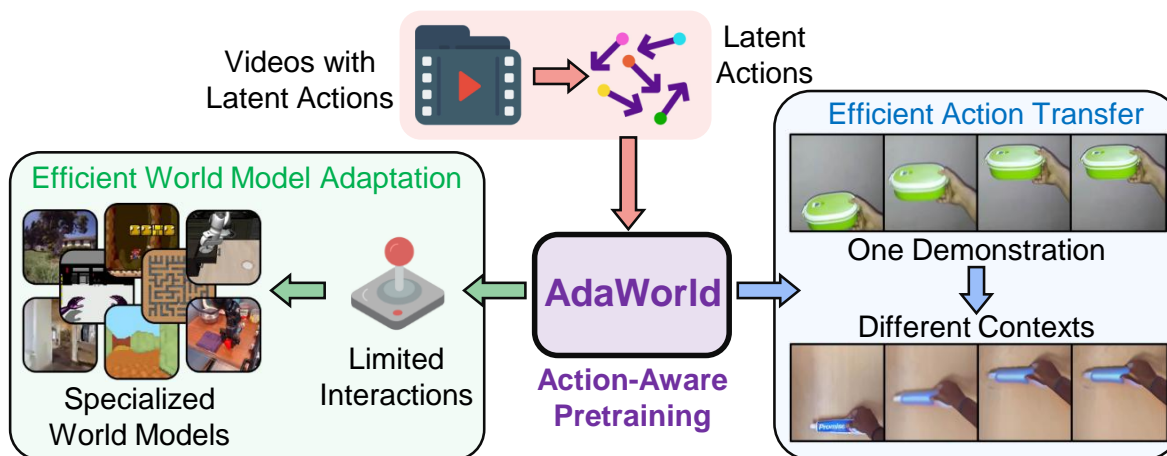 Videos with
Latent Actions
Latent
Actions
Efficient World Model Adaptation
Specialized
World Models
Limited
Interactions
AdaWorld
Action-Aware
Pretraining
Efficient Action Transfer
One Demonstration
Different Contexts
Promise